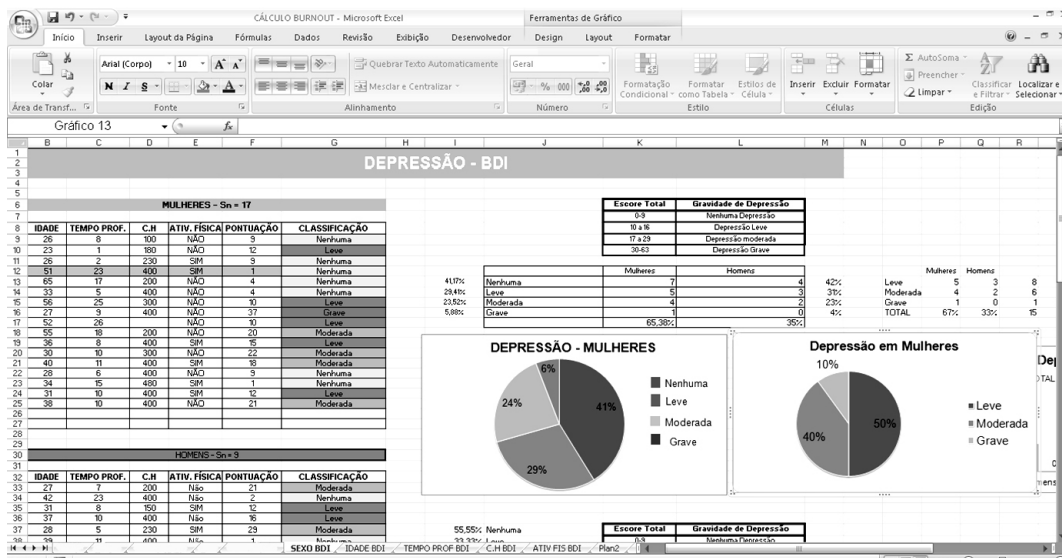 CÁLCULO BURNOUT - Microsoft Excel
Ferramentas de Gráfico
Início Inserir Layout da Página Fórmulas Dados Revisão Exibição Desenvolvedor Design Layout Formatar
Colar
Arial (Corpo) 10
N I S
Quebrar Texto Automaticamente
Mesclar e Centralizar
Geral
% 000
Formatação Condicional
Formatar como Tabela
Estilos de Célula
Inserir Excluir Formatar
Σ AutoSoma
Preencher
Limpar
Classificar e Filtrar
Localizar e Selecionar
Área de Transf... Fonte Alinhamento Número Estilo Células Edição
Gráfico 13 fx
B C D E F G H I J K L M N O P Q R
DEPRESSÃO - BDI
MULHERES - Sn = 17
IDADE TEMPO PROF. C.H ATIV. FÍSICA PONTUAÇÃO CLASSIFICAÇÃO
26 8 100 NÃO 9 Nenhuma
23 1 180 NÃO 12 Leve
26 2 230 SIM 9 Nenhuma
51 23 400 SIM 1 Nenhuma
65 17 200 NÃO 4 Nenhuma
33 5 400 NÃO 4 Nenhuma
56 25 300 NÃO 10 Leve
27 9 400 NÃO 37 Grave
52 26 NÃO 10 Leve
55 18 200 NÃO 20 Moderada
36 8 400 SIM 15 Leve
30 10 300 NÃO 22 Moderada
40 11 400 SIM 18 Moderada
28 6 400 NÃO 9 Nenhuma
34 15 480 SIM 1 Nenhuma
31 10 400 SIM 12 Leve
38 10 400 NÃO 21 Moderada
Escore Total Gravidade de Depressão
0-9 Nenhuma Depressão
10 a 16 Depressão Leve
17 a 29 Depressão moderada
30-63 Depressão Grave
Mulheres Homens
41,17% Nenhuma 7 4 42%
29,41% Leve 5 3 31%
23,52% Moderada 4 2 23%
5,88% Grave 1 0 4%
65,38% 35%
Mulheres Homens
Leve 5 3 8
Moderada 4 2 6
Grave 1 0 1
TOTAL 67% 33% 15
DEPRESSÃO - MULHERES
6%
41%
24%
29%
Nenhuma
Leve
Moderada
Grave
Depressão em Mulheres
10%
50%
40%
Leve
Moderada
Grave
HOMENS - Sn = 9
IDADE TEMPO PROF. C.H ATIV. FÍSICA PONTUAÇÃO CLASSIFICAÇÃO
27 7 200 Não 21 Moderada
42 23 400 Não 2 Nenhuma
31 8 150 SIM 12 Leve
37 10 400 Não 16 Leve
28 5 230 SIM 29 Moderada
39 11 400 Não 1 Nenhuma
55,55% Nenhuma
33,33% Leve
Escore Total Gravidade de Depressão
0-9 Nenhuma Depressão
SEXO BDI IDADE BDI TEMPO PROF BDI C.H BDI ATIV FIS BDI Plan2